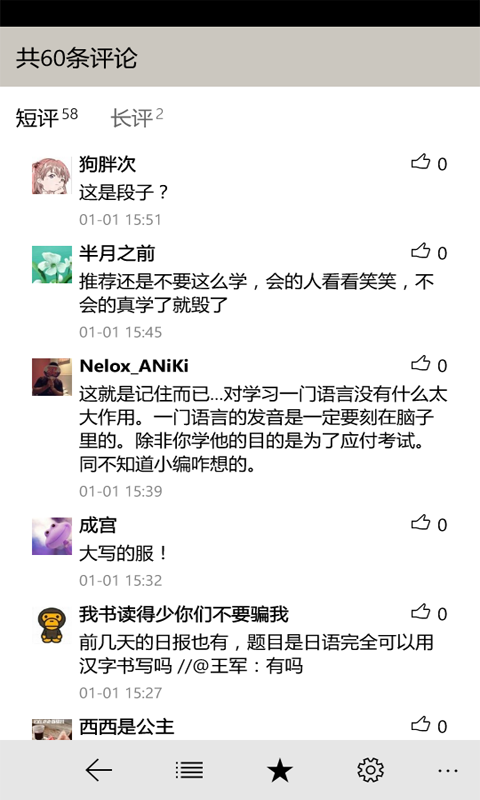 共60条评论
短评58 长评2
狗胖次 0
这是段子？
01-01 15:51
半月之前 0
推荐还是不要这么学，会的人看看笑笑，不
会的真学了就毁了
01-01 15:45
Nelox_ANiKi 0
这就是记住而已...对学习一门语言没有什么太
大作用。一门语言的发音是一定要刻在脑子
里的。除非你学他的目的是为了应付考试。
同不知道小编咋想的。
01-01 15:39
成宫 0
大写的服！
01-01 15:32
我书读得少你们不要骗我 0
前几天的日报也有，题目是日语完全可以用
汉字书写吗 //@王军：有吗
01-01 15:27
西西是公主 0